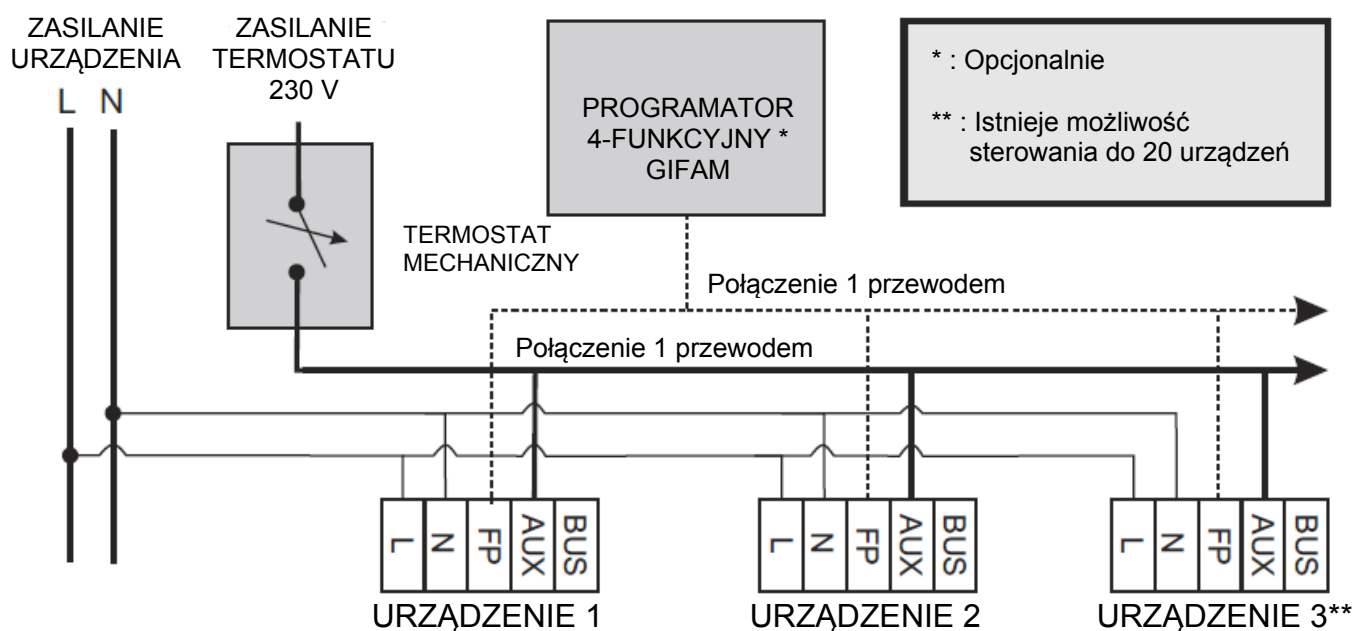 ZASILANIE
URZĄDZENIA
L N
ZASILANIE
TERMOSTATU
230 V
PROGRAMATOR
4-FUNKCYJNY *
GIFAM
* : Opcjonalnie
** : Istnieje możliwość
sterowania do 20 urządzeń
TERMOSTAT
MECHANICZNY
Połączenie 1 przewodem
Połączenie 1 przewodem
L N FP AUX BUS
L N FP AUX BUS
L N FP AUX BUS
URZĄDZENIE 1
URZĄDZENIE 2
URZĄDZENIE 3**